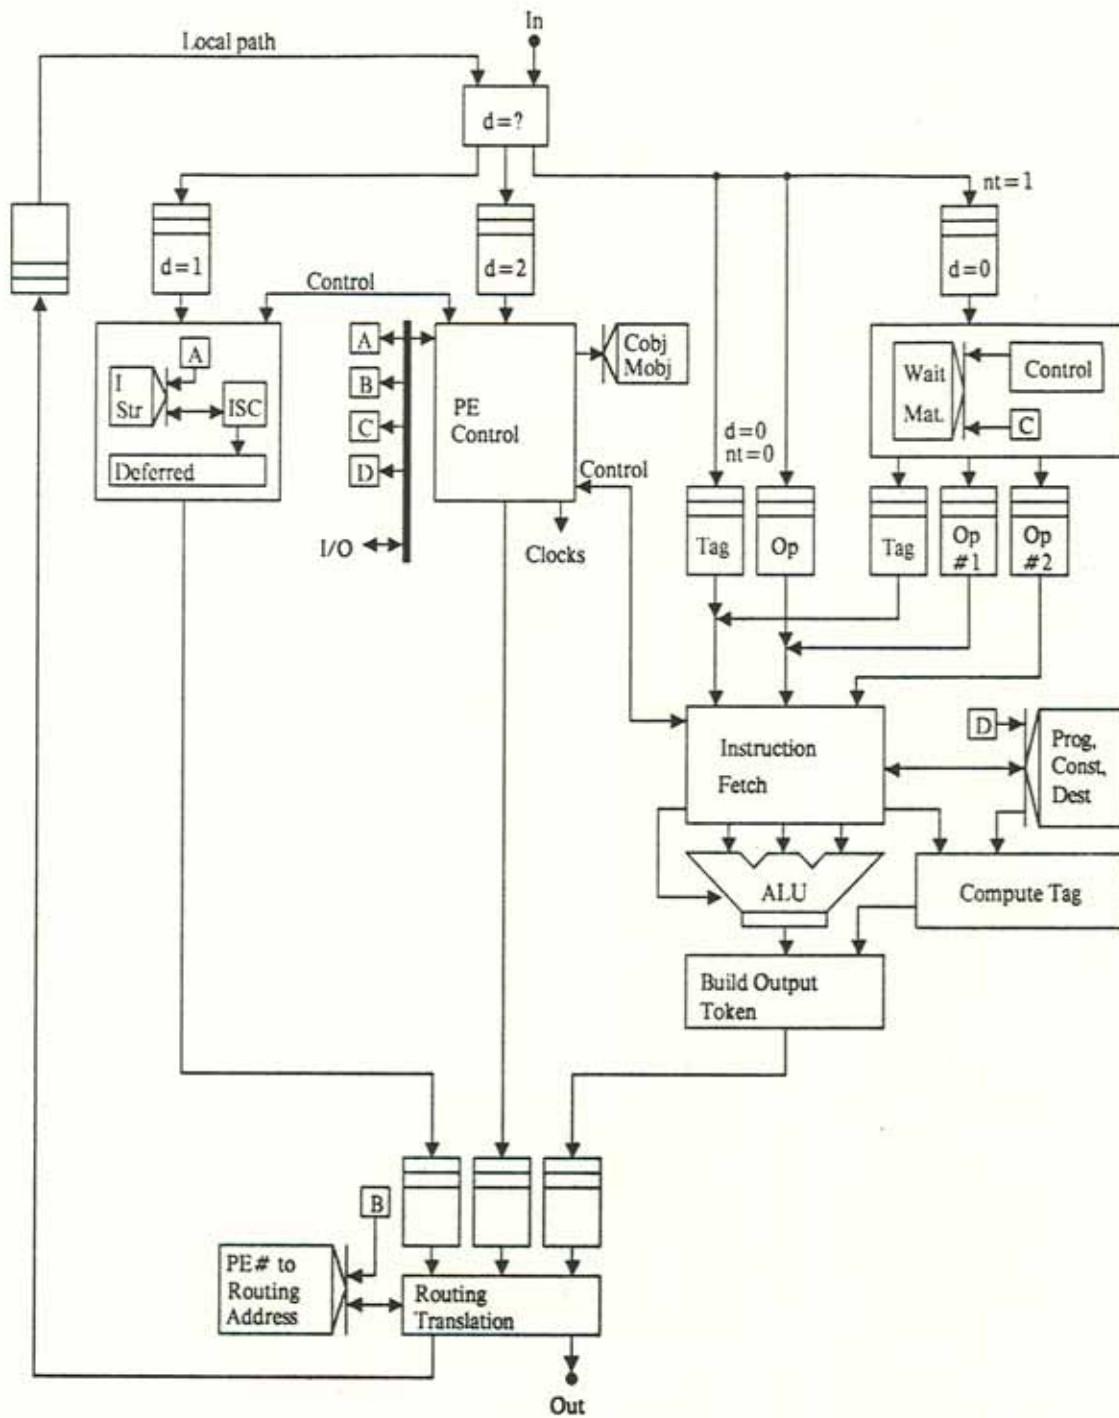 In
Local path
d=?
nt=1
d=1
d=2
d=0
Control
A
Cobj
Mobj
A
I
Str
ISC
Deferred
B
C
D
I/O
PE
Control
Clocks
Control
d=0
nt=0
Wait
Mat.
Control
C
Tag
Op
Tag
Op
#1
Op
#2
Instruction
Fetch
D
Prog,
Const,
Dest
ALU
Compute Tag
Build Output
Token
B
PE# to
Routing
Address
Routing
Translation
Out